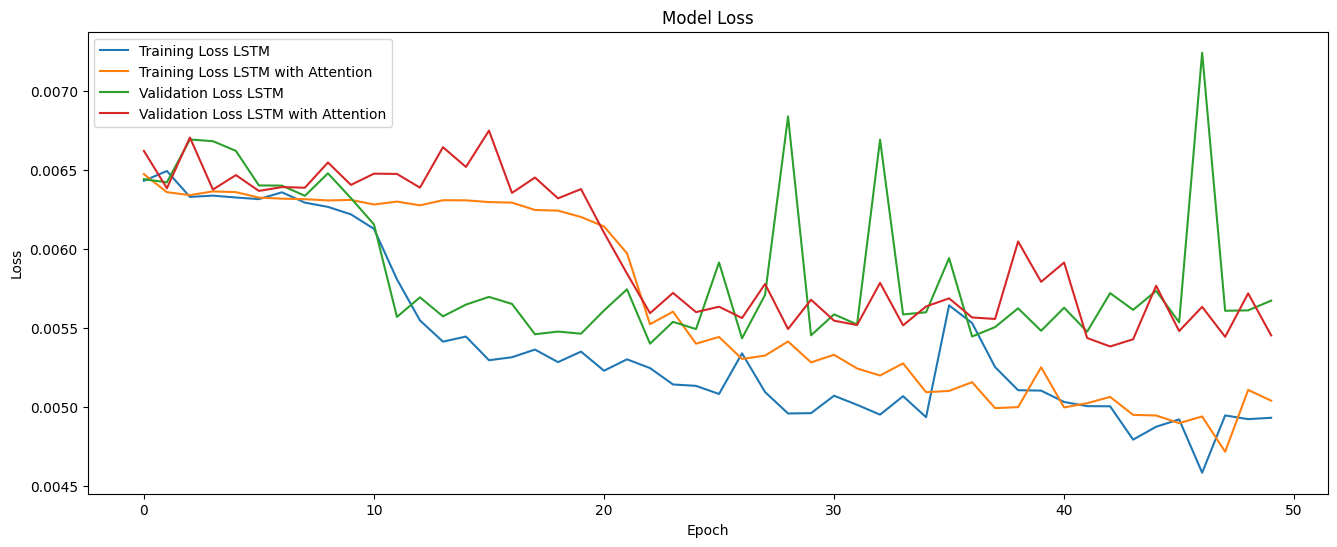 Model Loss
Training Loss LSTM
Training Loss LSTM with Attention
Validation Loss LSTM
Validation Loss LSTM with Attention
0.0070
0.0065
0.0060
0.0055
0.0050
0.0045
Loss
0 10 20 30 40 50
Epoch